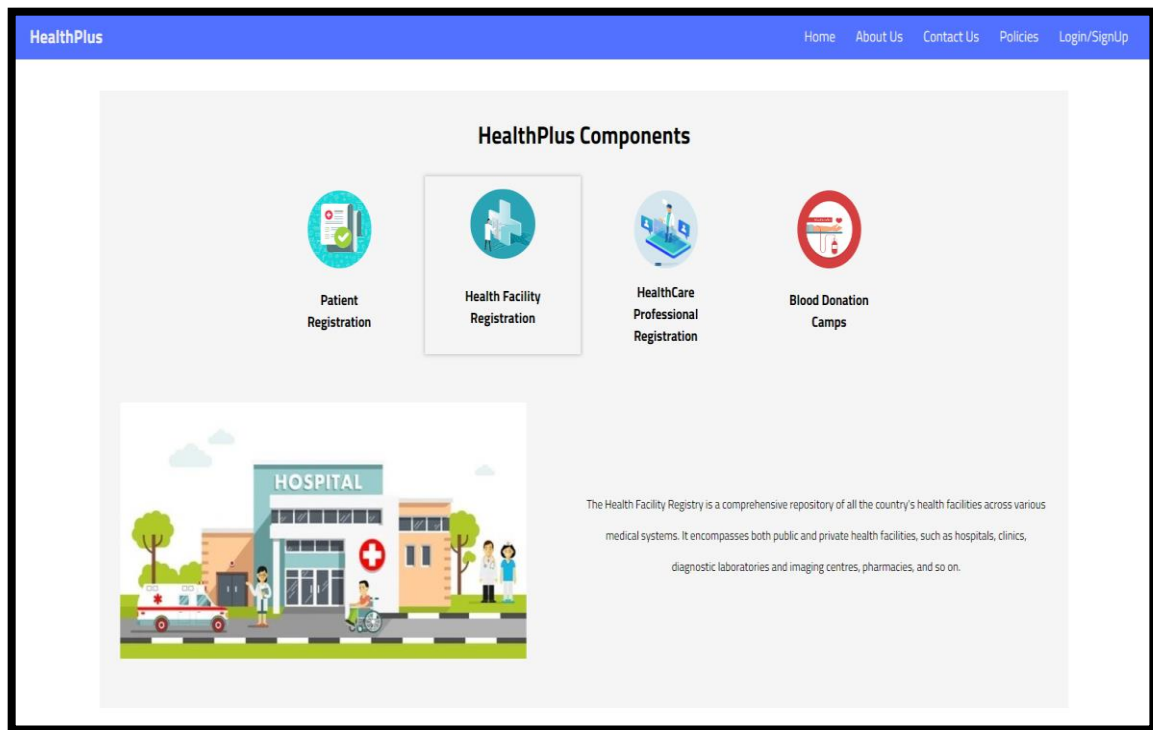 HealthPlus
Home About Us Contact Us Policies Login/SignUp
HealthPlus Components
Patient
Registration
Health Facility
Registration
HealthCare
Professional
Registration
Blood Donation
Camps
HOSPITAL
The Health Facility Registry is a comprehensive repository of all the country's health facilities across various
medical systems. It encompasses both public and private health facilities, such as hospitals, clinics,
diagnostic laboratories and imaging centres, pharmacies, and so on.